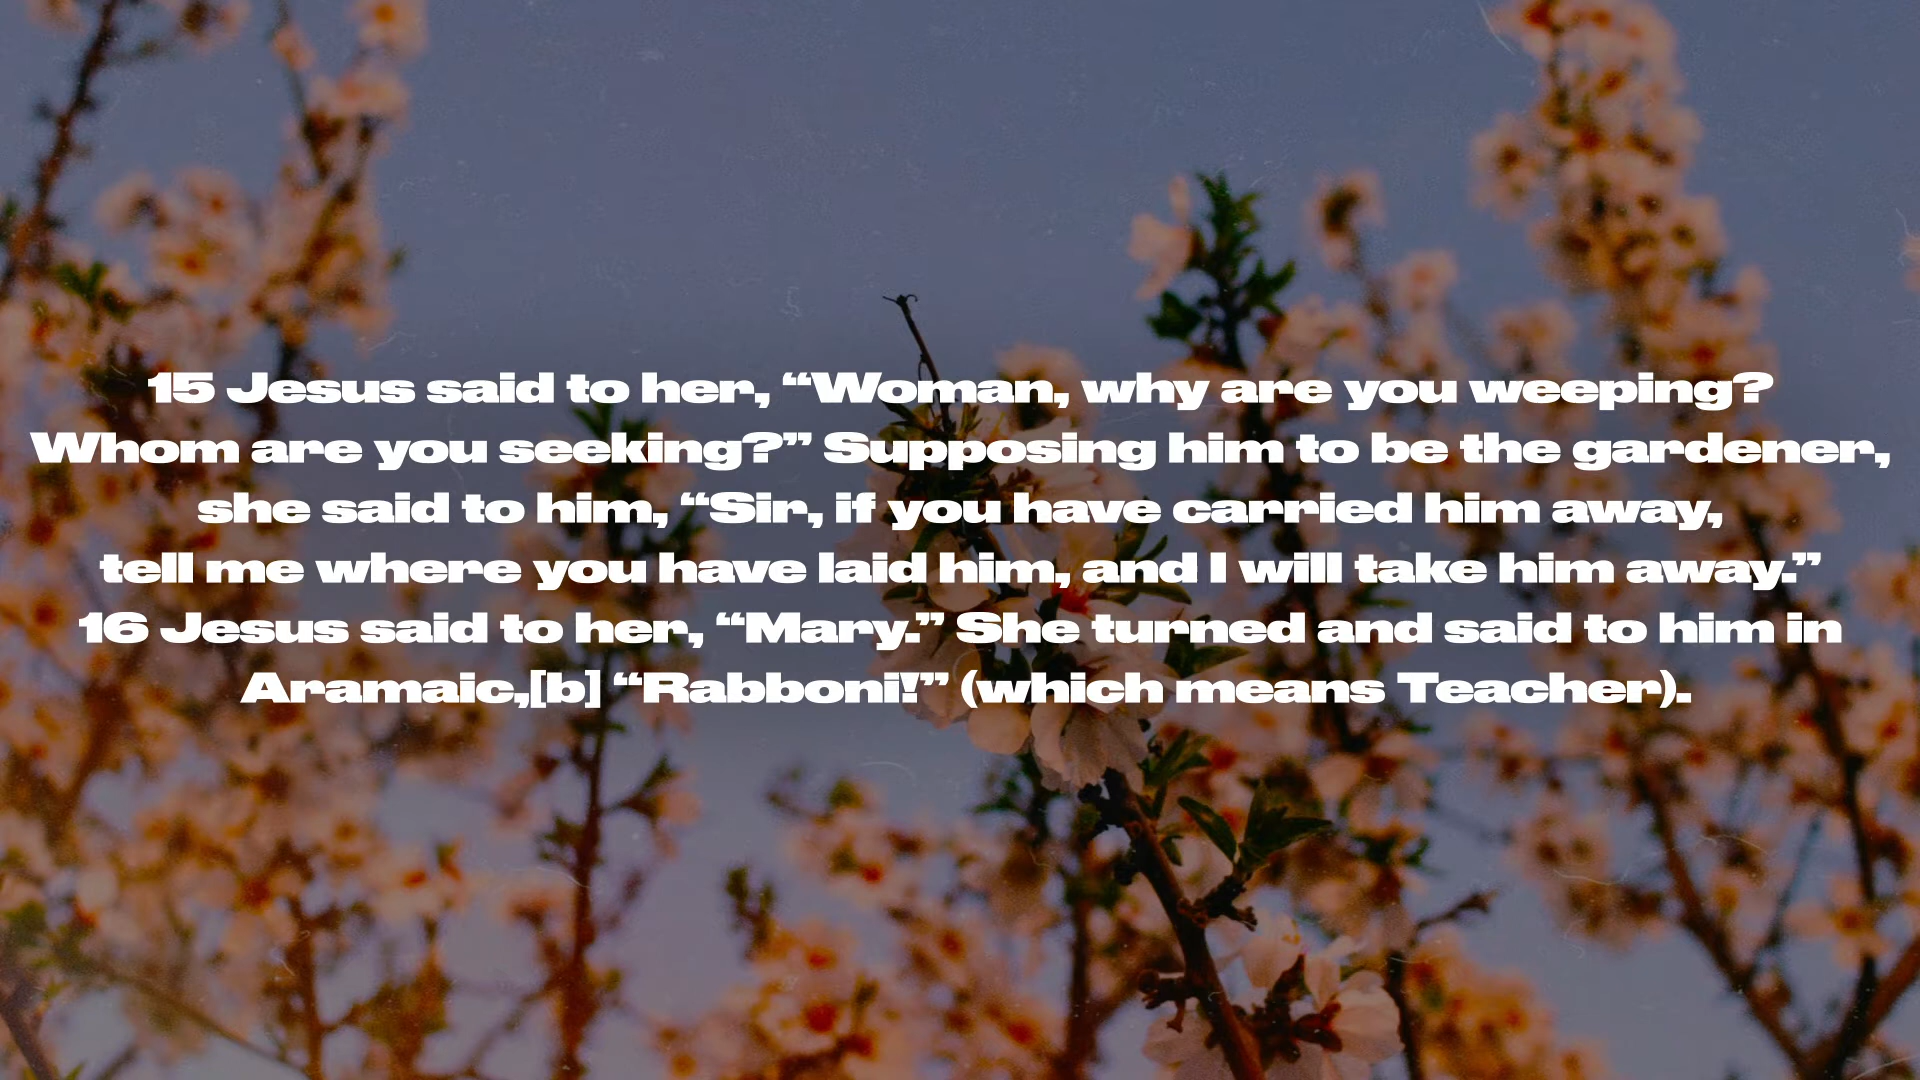 15 Jesus said to her, “Woman, why are you weeping?
Whom are you seeking?” Supposing him to be the gardener,
she said to him, “Sir, if you have carried him away,
tell me where you have laid him, and I will take him away.”
16 Jesus said to her, “Mary.” She turned and said to him in
Aramaic,[b] “Rabboni!” (which means Teacher).